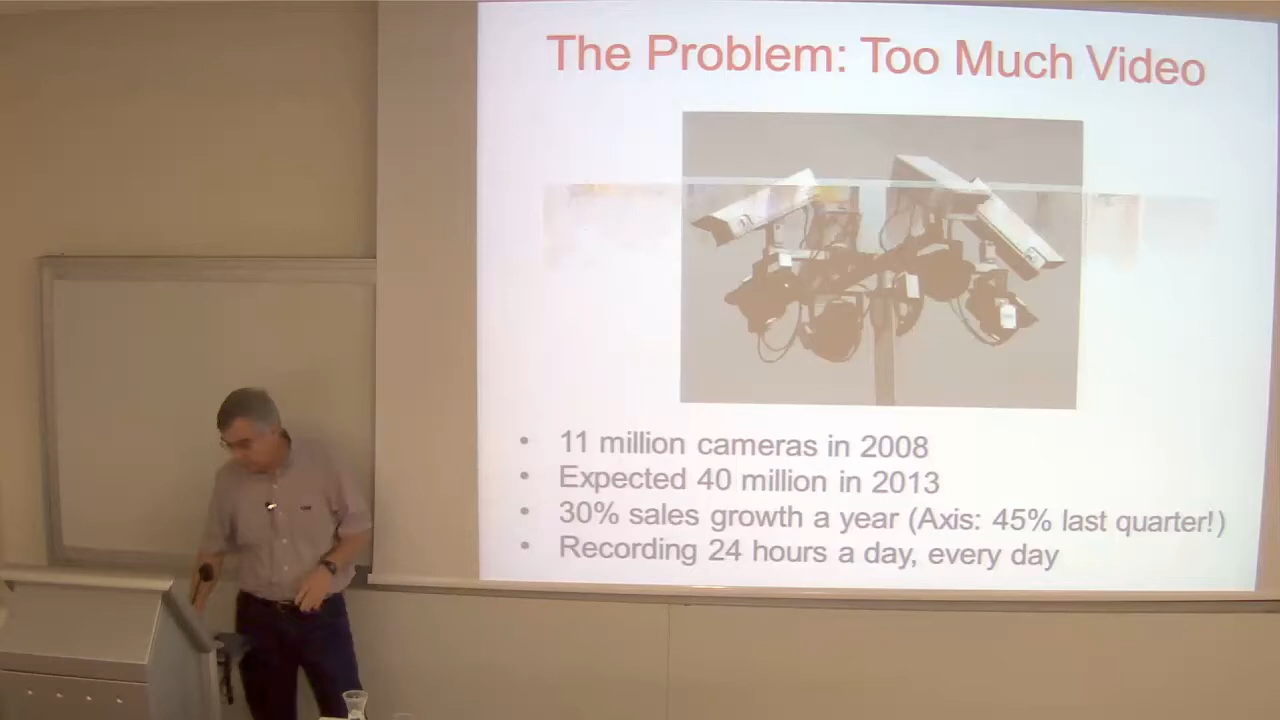 The Problem: Too Much Video
• 11 million cameras in 2008
• Expected 40 million in 2013
• 30% sales growth a year (Axis: 45% last quarter!)
• Recording 24 hours a day, every day